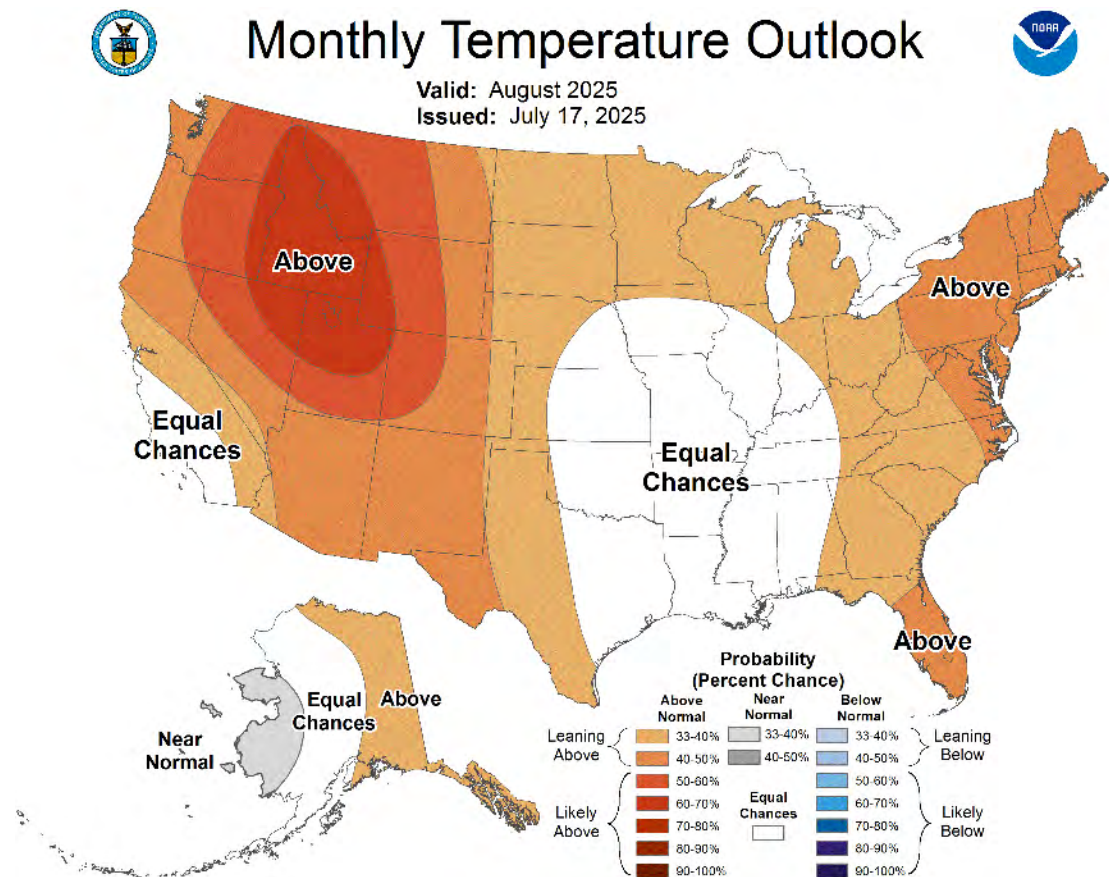 Monthly Temperature Outlook
NOAA
Valid: August 2025
Issued: July 17, 2025
Above
Above
Equal
Chances
Equal
Chances
Above
Equal
Chances
Above
Near
Normal
Probability
(Percent Chance)
Above
Normal
Near
Normal
Below
Normal
Leaning
Above
33-40%
33-40%
33-40%
Leaning
Below
40-50%
40-50%
40-50%
50-60%
50-60%
Likely
Above
60-70%
Equal
Chances
60-70%
Likely
Below
70-80%
70-80%
80-90%
80-90%
90-100%
90-100%